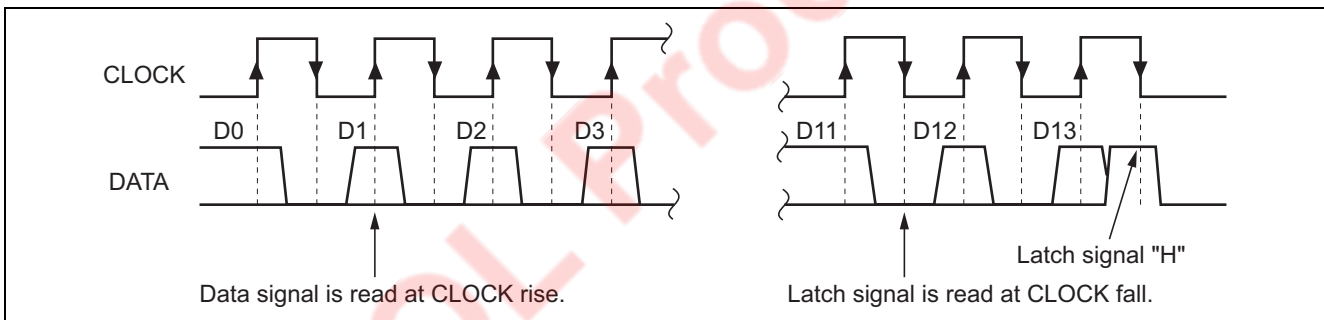 CLOCK
D0 D1 D2 D3 D11 D12 D13
DATA
Latch signal "H"
Data signal is read at CLOCK rise. Latch signal is read at CLOCK fall.